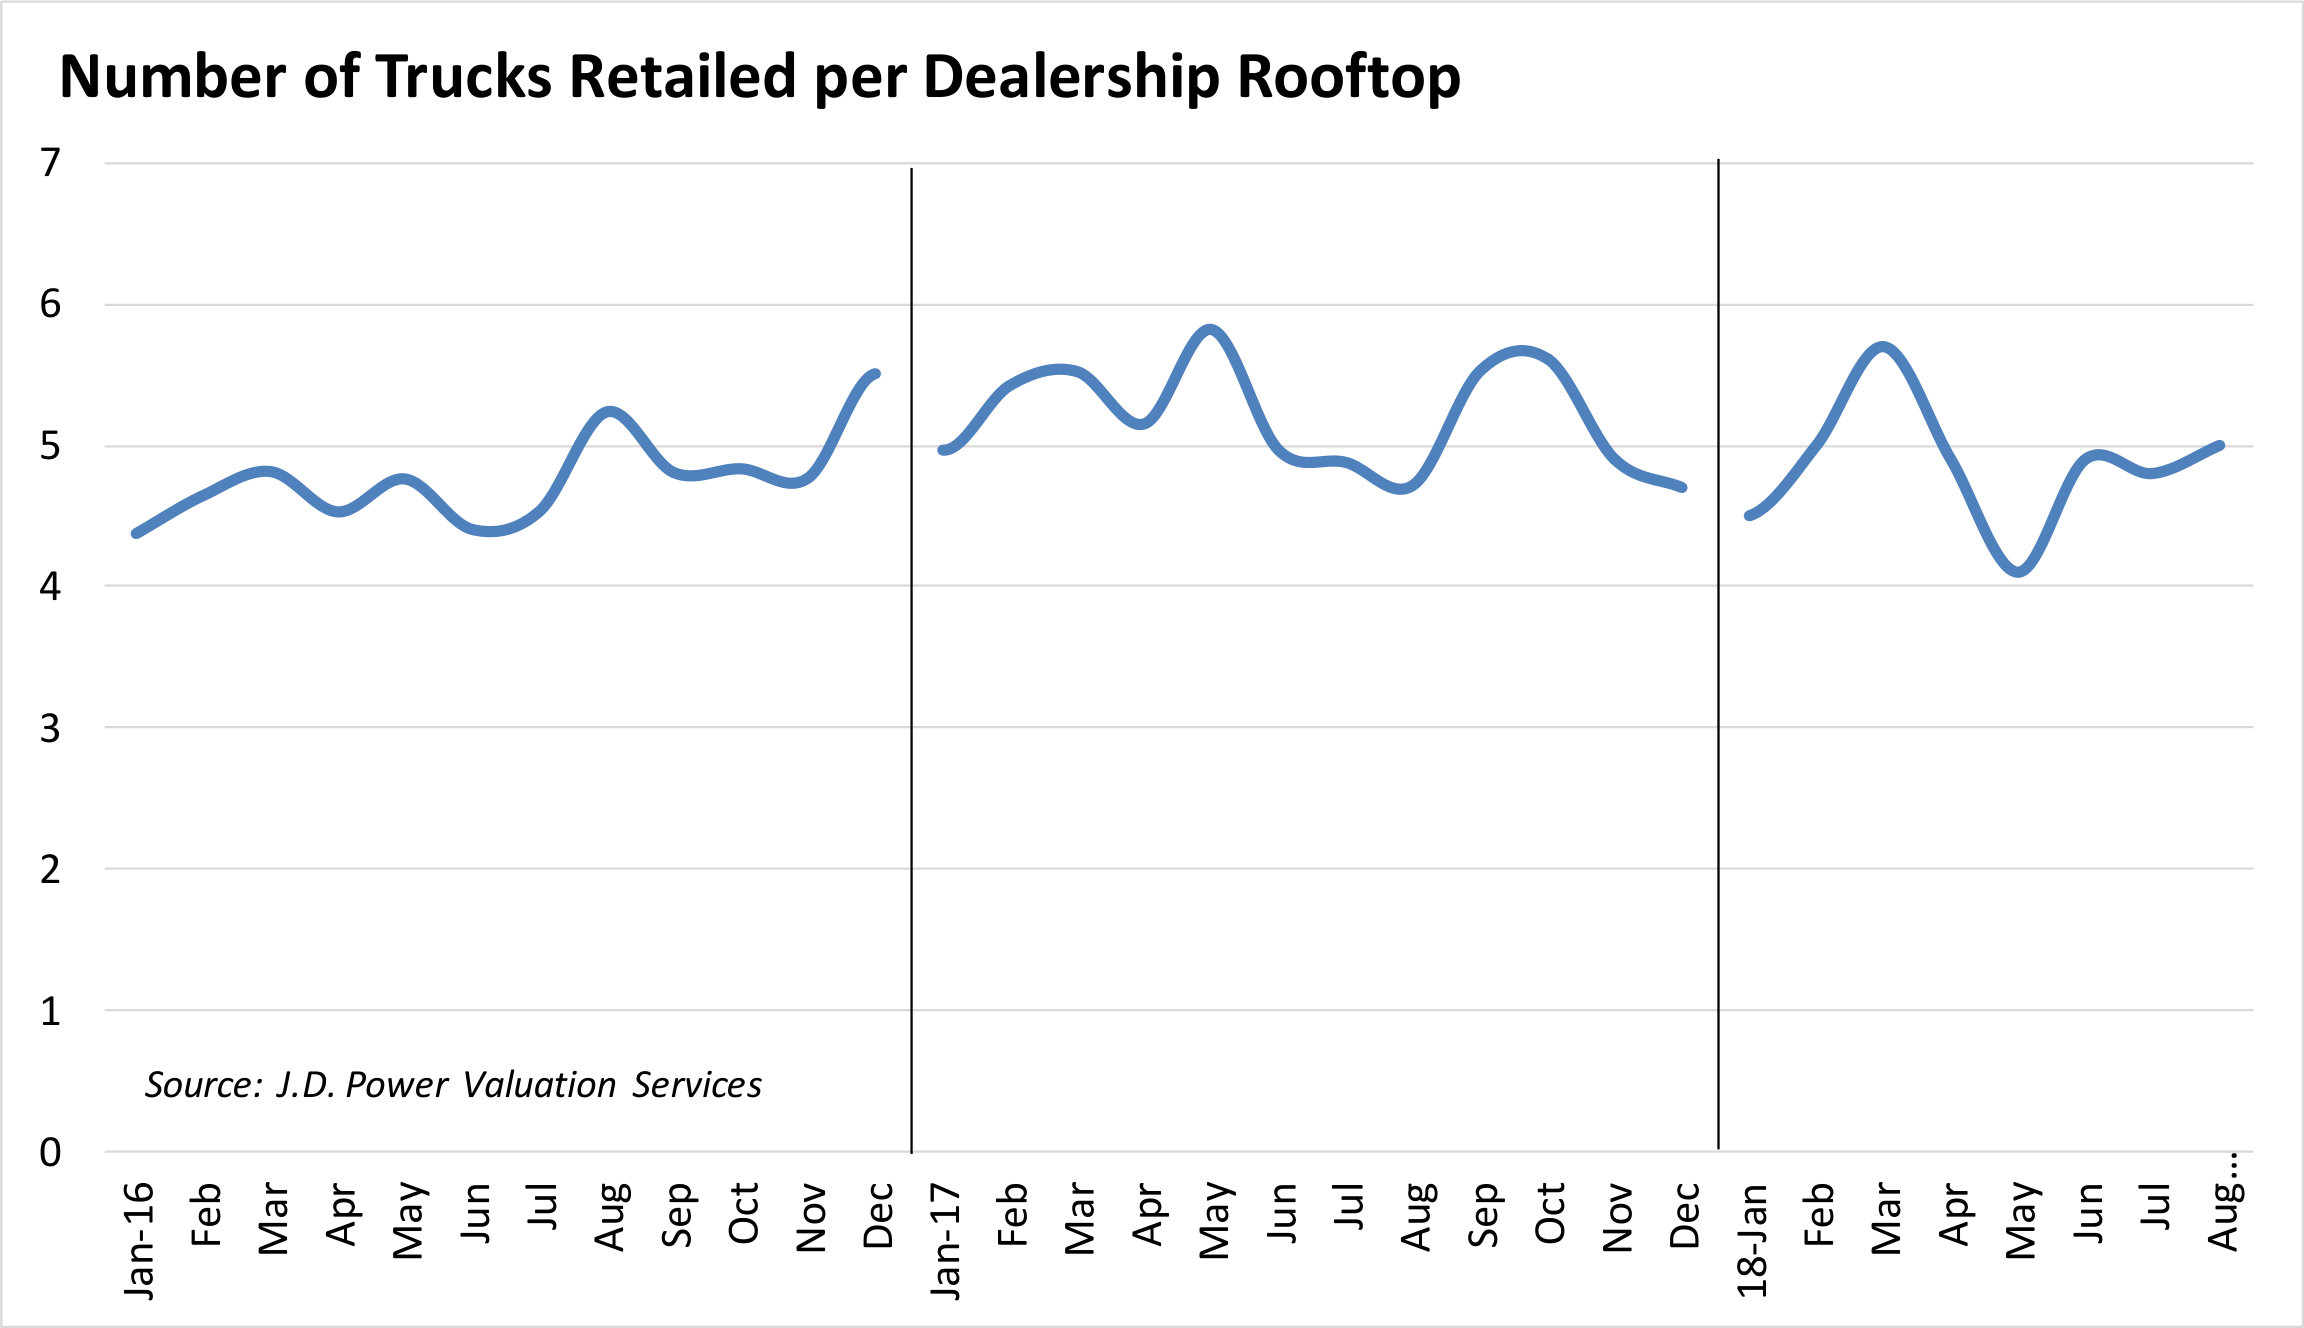 Number of Trucks Retailed per Dealership Rooftop
7
6
5
4
3
2
1
0
Source: J.D. Power Valuation Services
Jan-16
Feb
Mar
Apr
May
Jun
Jul
Aug
Sep
Oct
Nov
Dec
Jan-17
Feb
Mar
Apr
May
Jun
Jul
Aug
Sep
Oct
Nov
Dec
18-Jan
Feb
Mar
Apr
May
Jun
Jul
Aug...